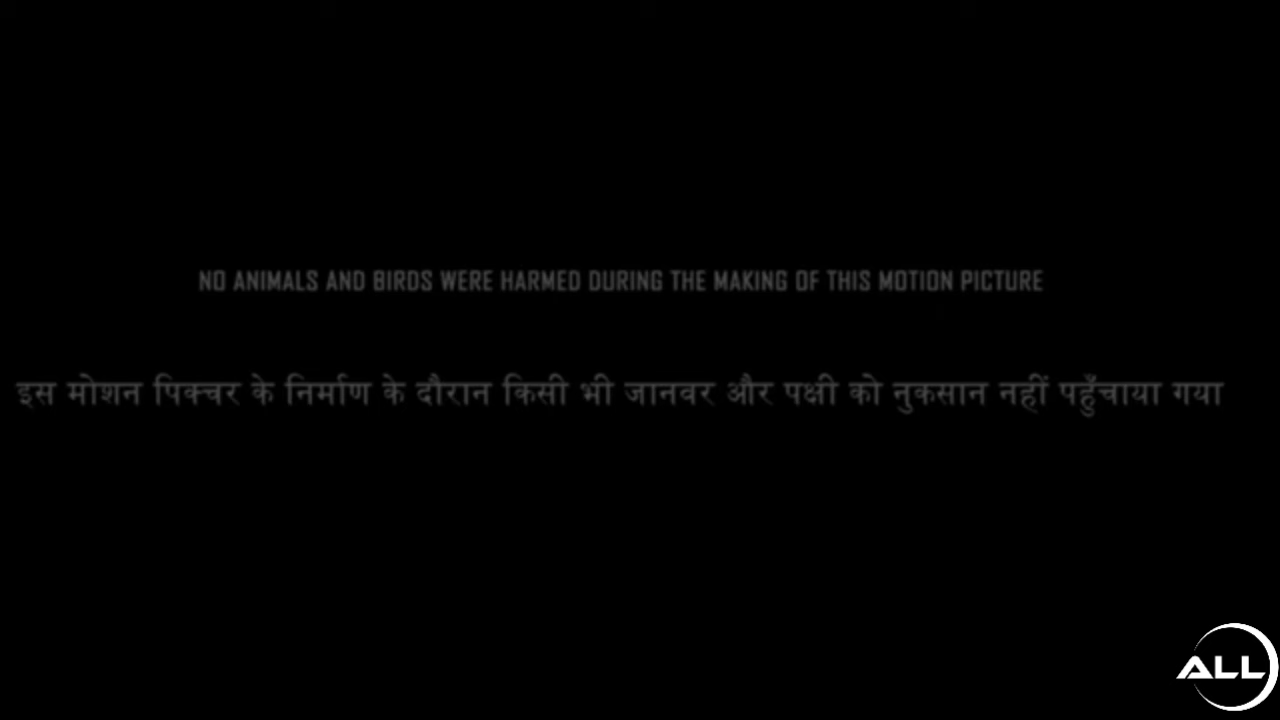 NO ANIMALS AND BIRDS WERE HARMED DURING THE MAKING OF THIS MOTION PICTURE
इस मोशन पिक्चर के निर्माण के दौरान किसी भी जानवर और पक्षी को नुकसान नहीं पहुँचाया गया
ALL